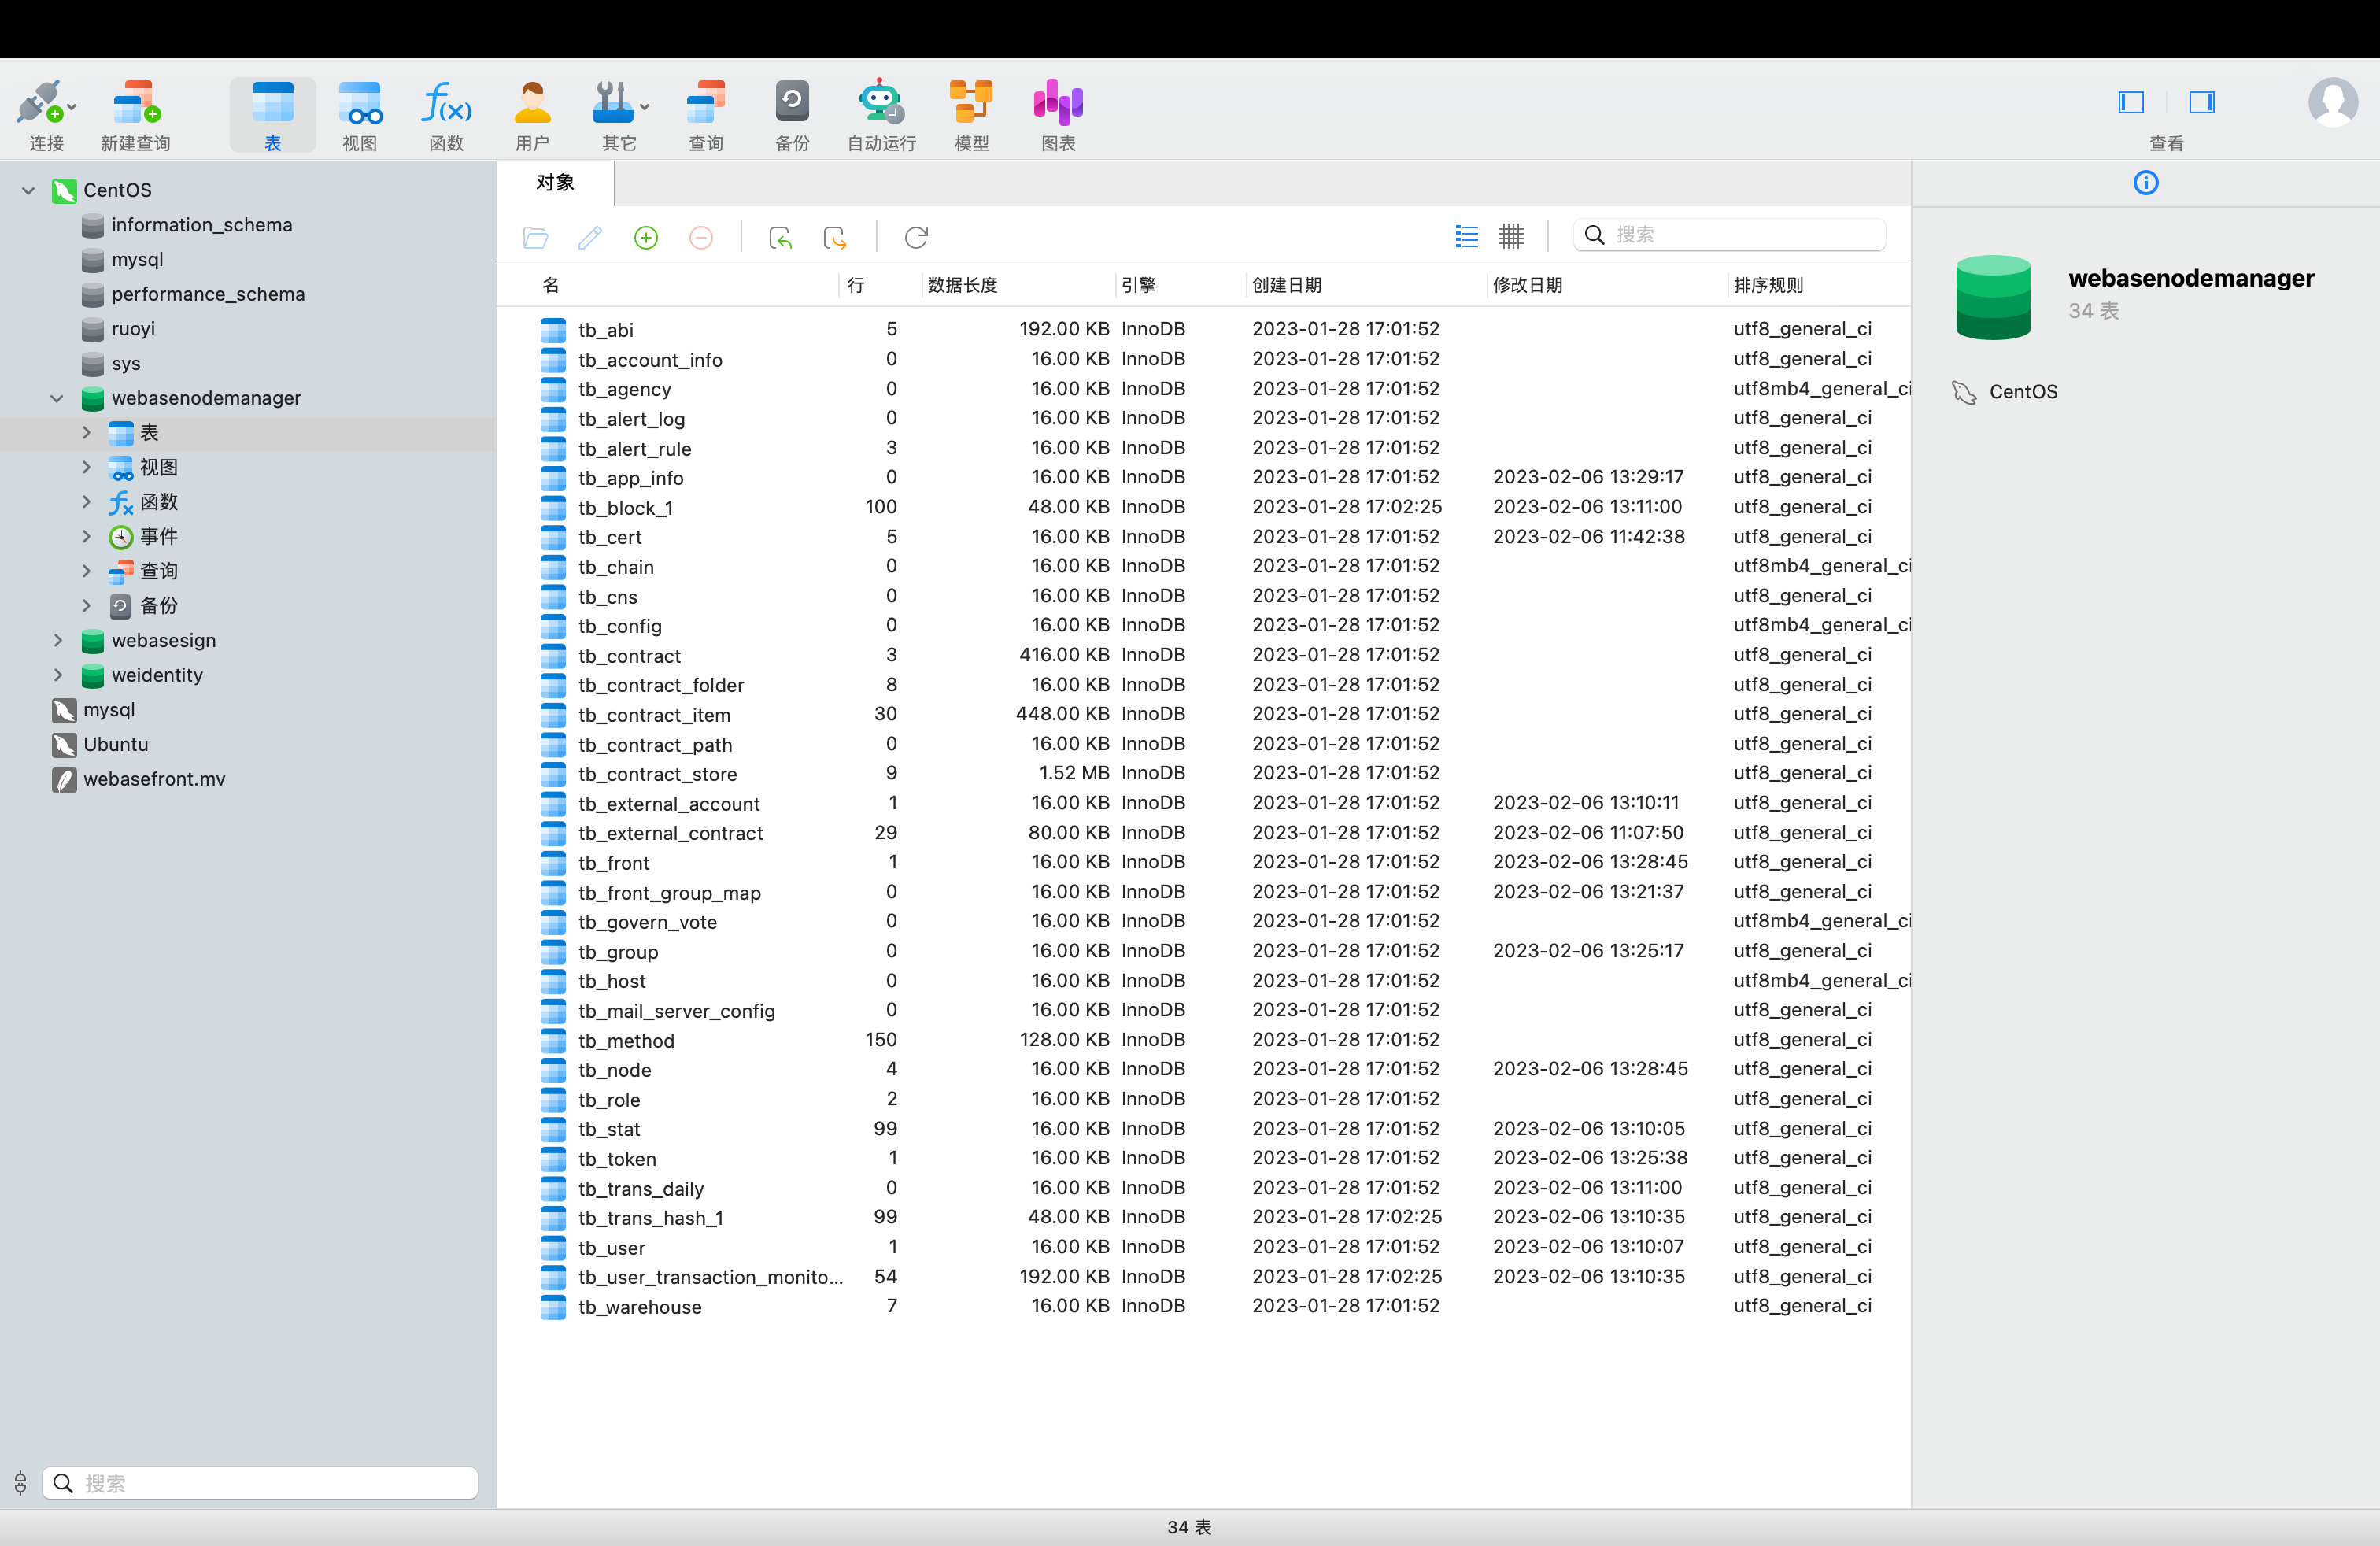 连接 新建查询 表 视图 函数 用户 其它 查询 备份 自动运行 模型 图表 查看
CentOS
information_schema
mysql
performance_schema
ruoyi
sys
webasenodemanager
表
视图
函数
事件
查询
备份
webasesign
weidentity
mysql
Ubuntu
webasefront.mv
搜索
对象
搜索
名 行 数据长度 引擎 创建日期 修改日期 排序规则
tb_abi 5 192.00 KB InnoDB 2023-01-28 17:01:52 utf8_general_ci
tb_account_info 0 16.00 KB InnoDB 2023-01-28 17:01:52 utf8_general_ci
tb_agency 0 16.00 KB InnoDB 2023-01-28 17:01:52 utf8mb4_general_ci
tb_alert_log 0 16.00 KB InnoDB 2023-01-28 17:01:52 utf8_general_ci
tb_alert_rule 3 16.00 KB InnoDB 2023-01-28 17:01:52 utf8_general_ci
tb_app_info 0 16.00 KB InnoDB 2023-01-28 17:01:52 2023-02-06 13:29:17 utf8_general_ci
tb_block_1 100 48.00 KB InnoDB 2023-01-28 17:02:25 2023-02-06 13:11:00 utf8_general_ci
tb_cert 5 16.00 KB InnoDB 2023-01-28 17:01:52 2023-02-06 11:42:38 utf8_general_ci
tb_chain 0 16.00 KB InnoDB 2023-01-28 17:01:52 utf8mb4_general_ci
tb_cns 0 16.00 KB InnoDB 2023-01-28 17:01:52 utf8_general_ci
tb_config 0 16.00 KB InnoDB 2023-01-28 17:01:52 utf8mb4_general_ci
tb_contract 3 416.00 KB InnoDB 2023-01-28 17:01:52 utf8_general_ci
tb_contract_folder 8 16.00 KB InnoDB 2023-01-28 17:01:52 utf8_general_ci
tb_contract_item 30 448.00 KB InnoDB 2023-01-28 17:01:52 utf8_general_ci
tb_contract_path 0 16.00 KB InnoDB 2023-01-28 17:01:52 utf8_general_ci
tb_contract_store 9 1.52 MB InnoDB 2023-01-28 17:01:52 utf8_general_ci
tb_external_account 1 16.00 KB InnoDB 2023-01-28 17:01:52 2023-02-06 13:10:11 utf8_general_ci
tb_external_contract 29 80.00 KB InnoDB 2023-01-28 17:01:52 2023-02-06 11:07:50 utf8_general_ci
tb_front 1 16.00 KB InnoDB 2023-01-28 17:01:52 2023-02-06 13:28:45 utf8_general_ci
tb_front_group_map 0 16.00 KB InnoDB 2023-01-28 17:01:52 2023-02-06 13:21:37 utf8_general_ci
tb_govern_vote 0 16.00 KB InnoDB 2023-01-28 17:01:52 utf8mb4_general_ci
tb_group 0 16.00 KB InnoDB 2023-01-28 17:01:52 2023-02-06 13:25:17 utf8_general_ci
tb_host 0 16.00 KB InnoDB 2023-01-28 17:01:52 utf8mb4_general_ci
tb_mail_server_config 0 16.00 KB InnoDB 2023-01-28 17:01:52 utf8_general_ci
tb_method 150 128.00 KB InnoDB 2023-01-28 17:01:52 utf8_general_ci
tb_node 4 16.00 KB InnoDB 2023-01-28 17:01:52 2023-02-06 13:28:45 utf8_general_ci
tb_role 2 16.00 KB InnoDB 2023-01-28 17:01:52 utf8_general_ci
tb_stat 99 16.00 KB InnoDB 2023-01-28 17:01:52 2023-02-06 13:10:05 utf8_general_ci
tb_token 1 16.00 KB InnoDB 2023-01-28 17:01:52 2023-02-06 13:25:38 utf8_general_ci
tb_trans_daily 0 16.00 KB InnoDB 2023-01-28 17:01:52 2023-02-06 13:11:00 utf8_general_ci
tb_trans_hash_1 99 48.00 KB InnoDB 2023-01-28 17:02:25 2023-02-06 13:10:35 utf8_general_ci
tb_user 1 16.00 KB InnoDB 2023-01-28 17:01:52 2023-02-06 13:10:07 utf8_general_ci
tb_user_transaction_monito... 54 192.00 KB InnoDB 2023-01-28 17:02:25 2023-02-06 13:10:35 utf8_general_ci
tb_warehouse 7 16.00 KB InnoDB 2023-01-28 17:01:52 utf8_general_ci
webasenodemanager
34 表
CentOS
34 表